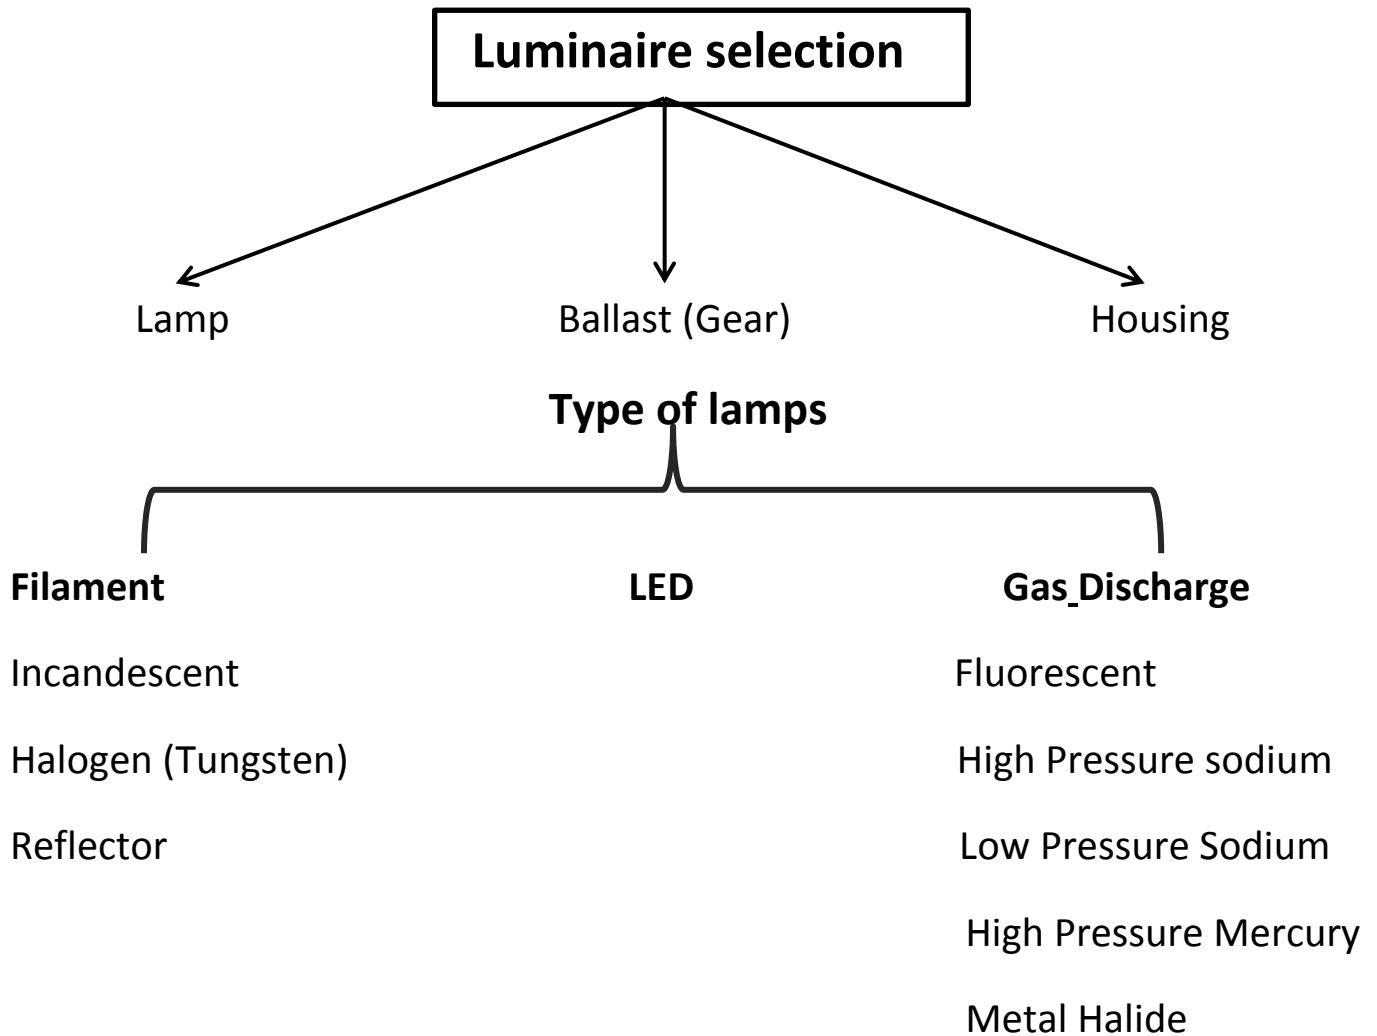 Luminaire selection
Lamp Ballast (Gear) Housing
Type of lamps
Filament LED Gas Discharge
Incandescent Fluorescent
Halogen (Tungsten) High Pressure sodium
Reflector Low Pressure Sodium
High Pressure Mercury
Metal Halide